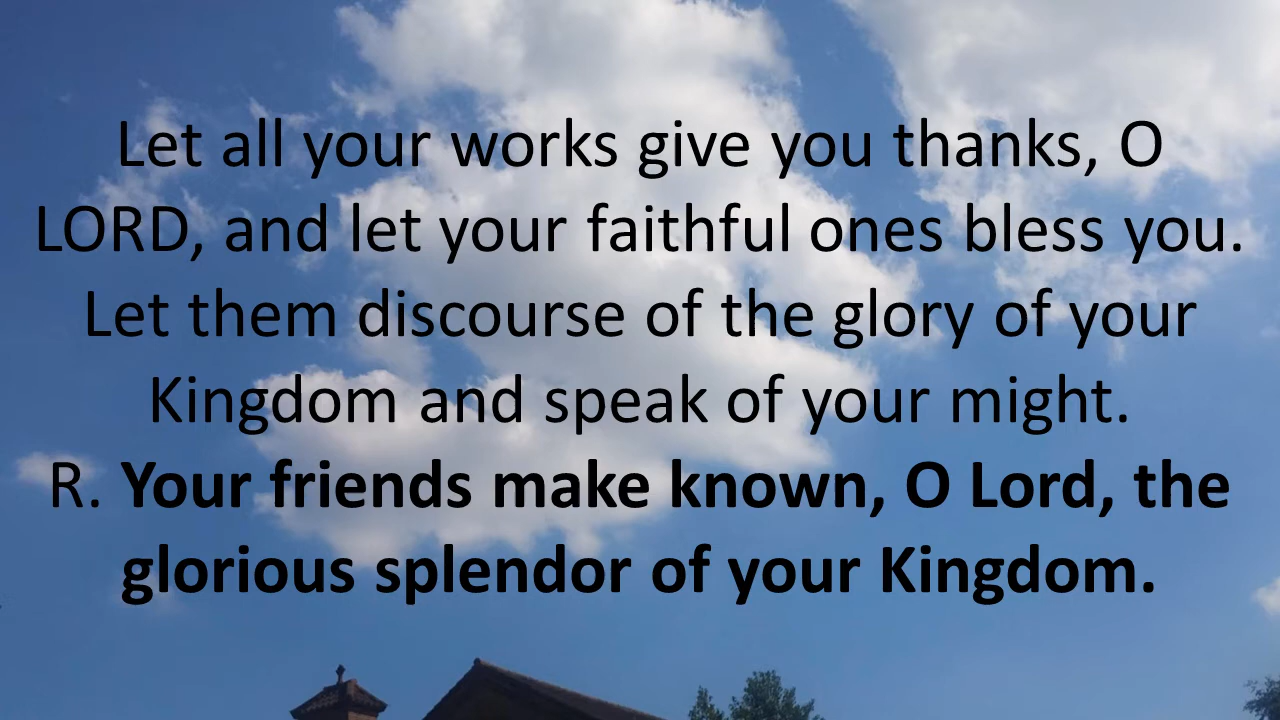 Let all your works give you thanks, O
LORD, and let your faithful ones bless you.
Let them discourse of the glory of your
Kingdom and speak of your might.
R. Your friends make known, O Lord, the
glorious splendor of your Kingdom.